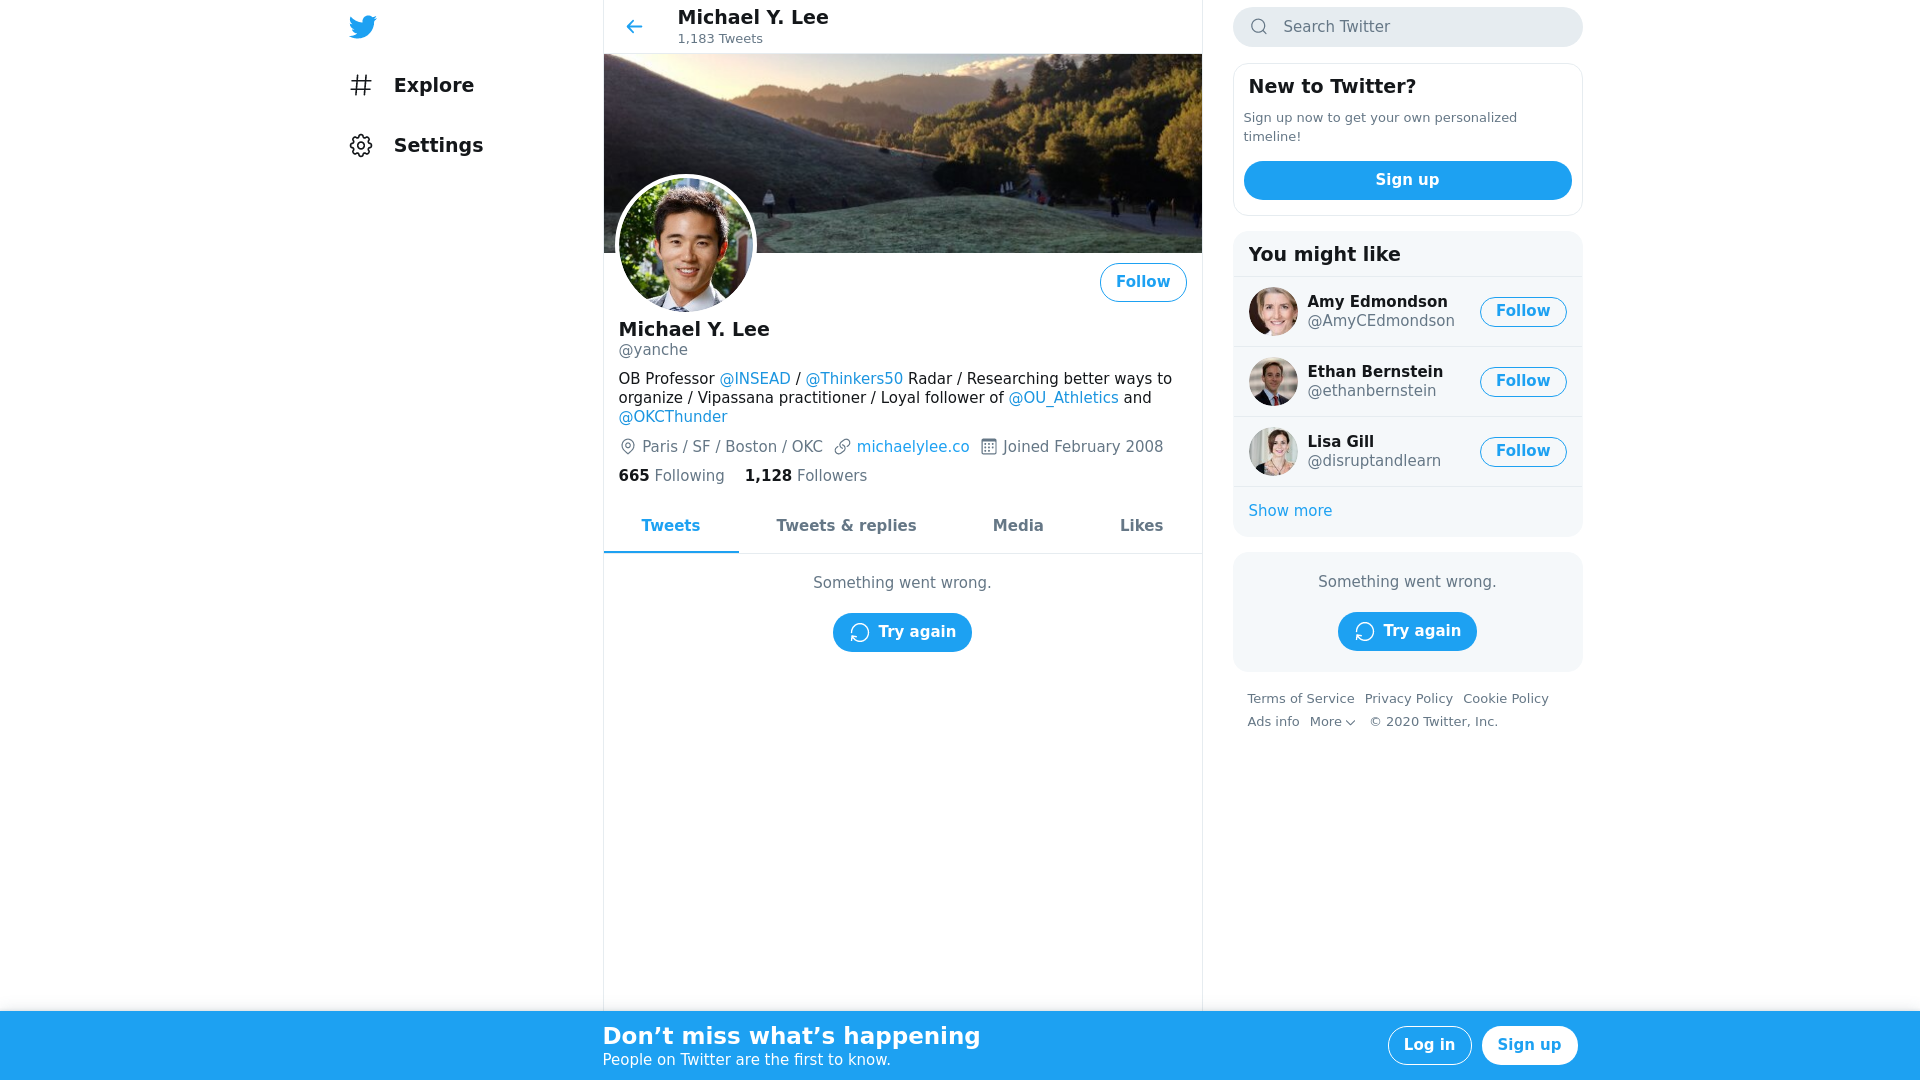 Explore
Settings
Michael Y. Lee
1,183 Tweets
Follow
Michael Y. Lee
@yanche
OB Professor @INSEAD / @Thinkers50 Radar / Researching better ways to
organize / Vipassana practitioner / Loyal follower of @OU_Athletics and
@OKCThunder
Paris / SF / Boston / OKC michaelylee.co Joined February 2008
665 Following 1,128 Followers
Tweets Tweets & replies Media Likes
Something went wrong.
Try again
Search Twitter
New to Twitter?
Sign up now to get your own personalized
timeline!
Sign up
You might like
Amy Edmondson
@AmyCEdmondson
Follow
Ethan Bernstein
@ethanbernstein
Follow
Lisa Gill
@disruptandlearn
Follow
Show more
Something went wrong.
Try again
Terms of Service Privacy Policy Cookie Policy
Ads info More © 2020 Twitter, Inc.
Don’t miss what’s happening
People on Twitter are the first to know.
Log in
Sign up